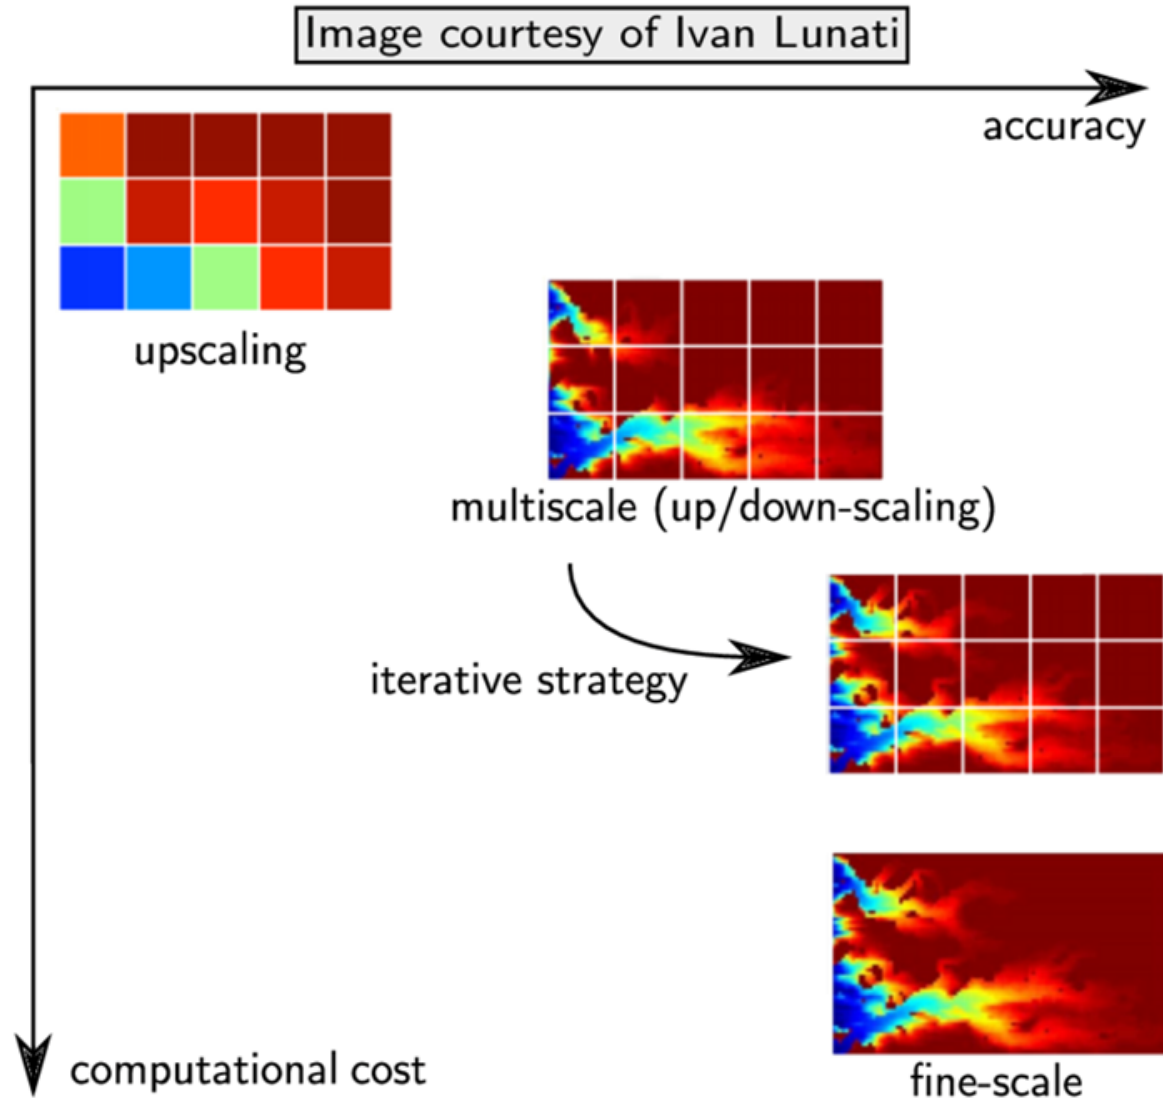 Image courtesy of Ivan Lunati
accuracy
upscaling
multiscale (up/down-scaling)
iterative strategy
computational cost
fine-scale